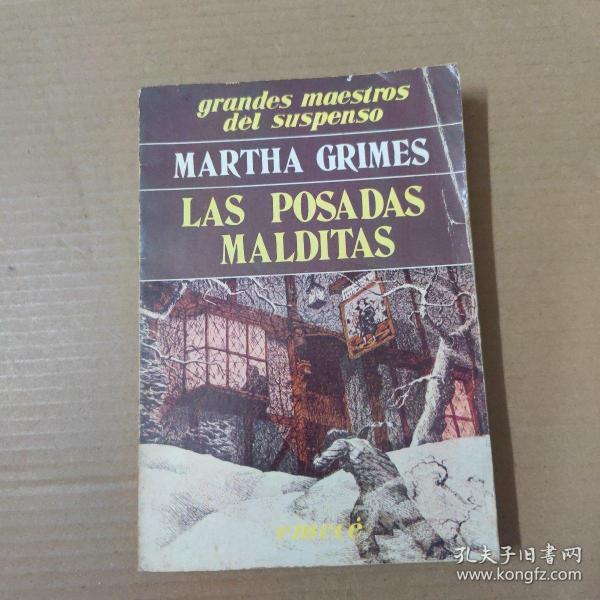 grandes maestros
del suspenso
MARTHA GRIMES
LAS POSADAS
MALDITAS
emecé
孔夫子旧书网
www.kongfz.com